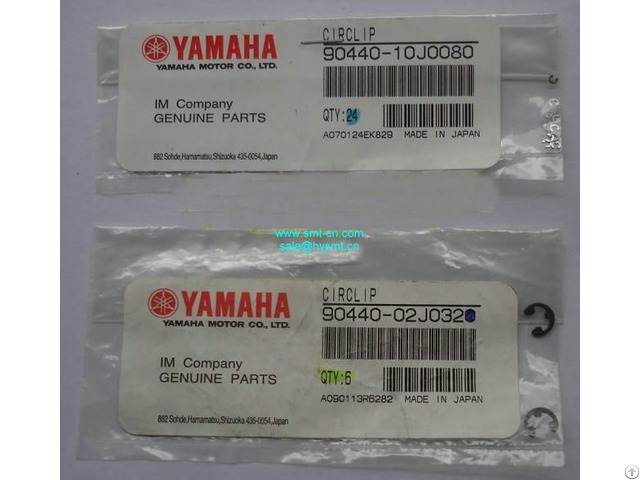 YAMAHA
YAMAHA MOTOR CO., LTD.
IM Company
GENUINE PARTS
882 Sohde,Hamamatsu,Shizuoka 435-0054,Japan
CIRCLIP
90440-10J0080
QTY:24
A070124EK829 MADE IN JAPAN
www.smt-cn.com
sale@hysmt.cn
YAMAHA
YAMAHA MOTOR CO., LTD.
IM Company
GENUINE PARTS
882 Sohde,Hamamatsu,Shizuoka 435-0054,Japan
CIRCLIP
90440-02J032
QTY:6
A090113R6282 MADE IN JAPAN